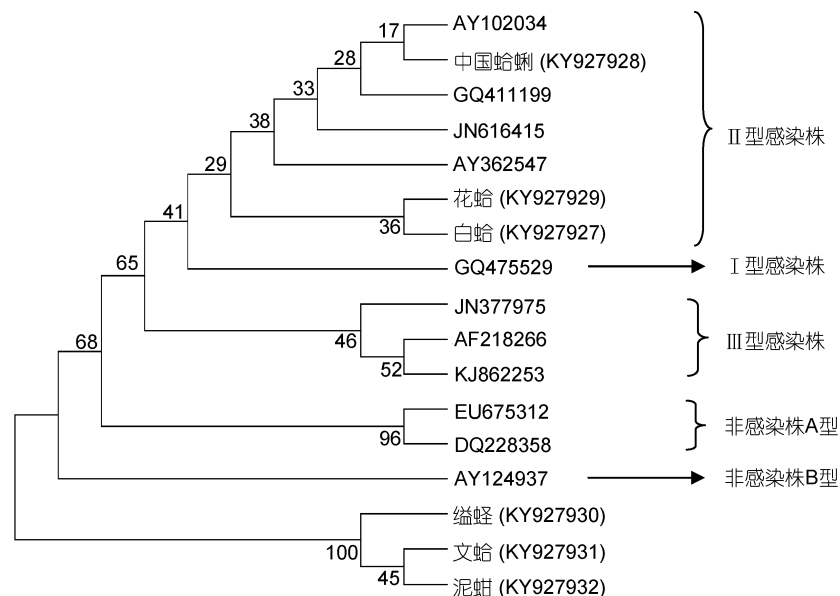 AY102034
17
中国蛤蜊 (KY927928)
28
GQ411199
33
JN616415
38
II型感染株
AY362547
29
花蛤 (KY927929)
36
白蛤 (KY927927)
41
GQ475529
I型感染株
65
JN377975
46
AF218266
III型感染株
52
KJ862253
68
EU675312
96
非感染株A型
DQ228358
AY124937
非感染株B型
缢蛏 (KY927930)
100
文蛤 (KY927931)
45
泥蚶 (KY927932)